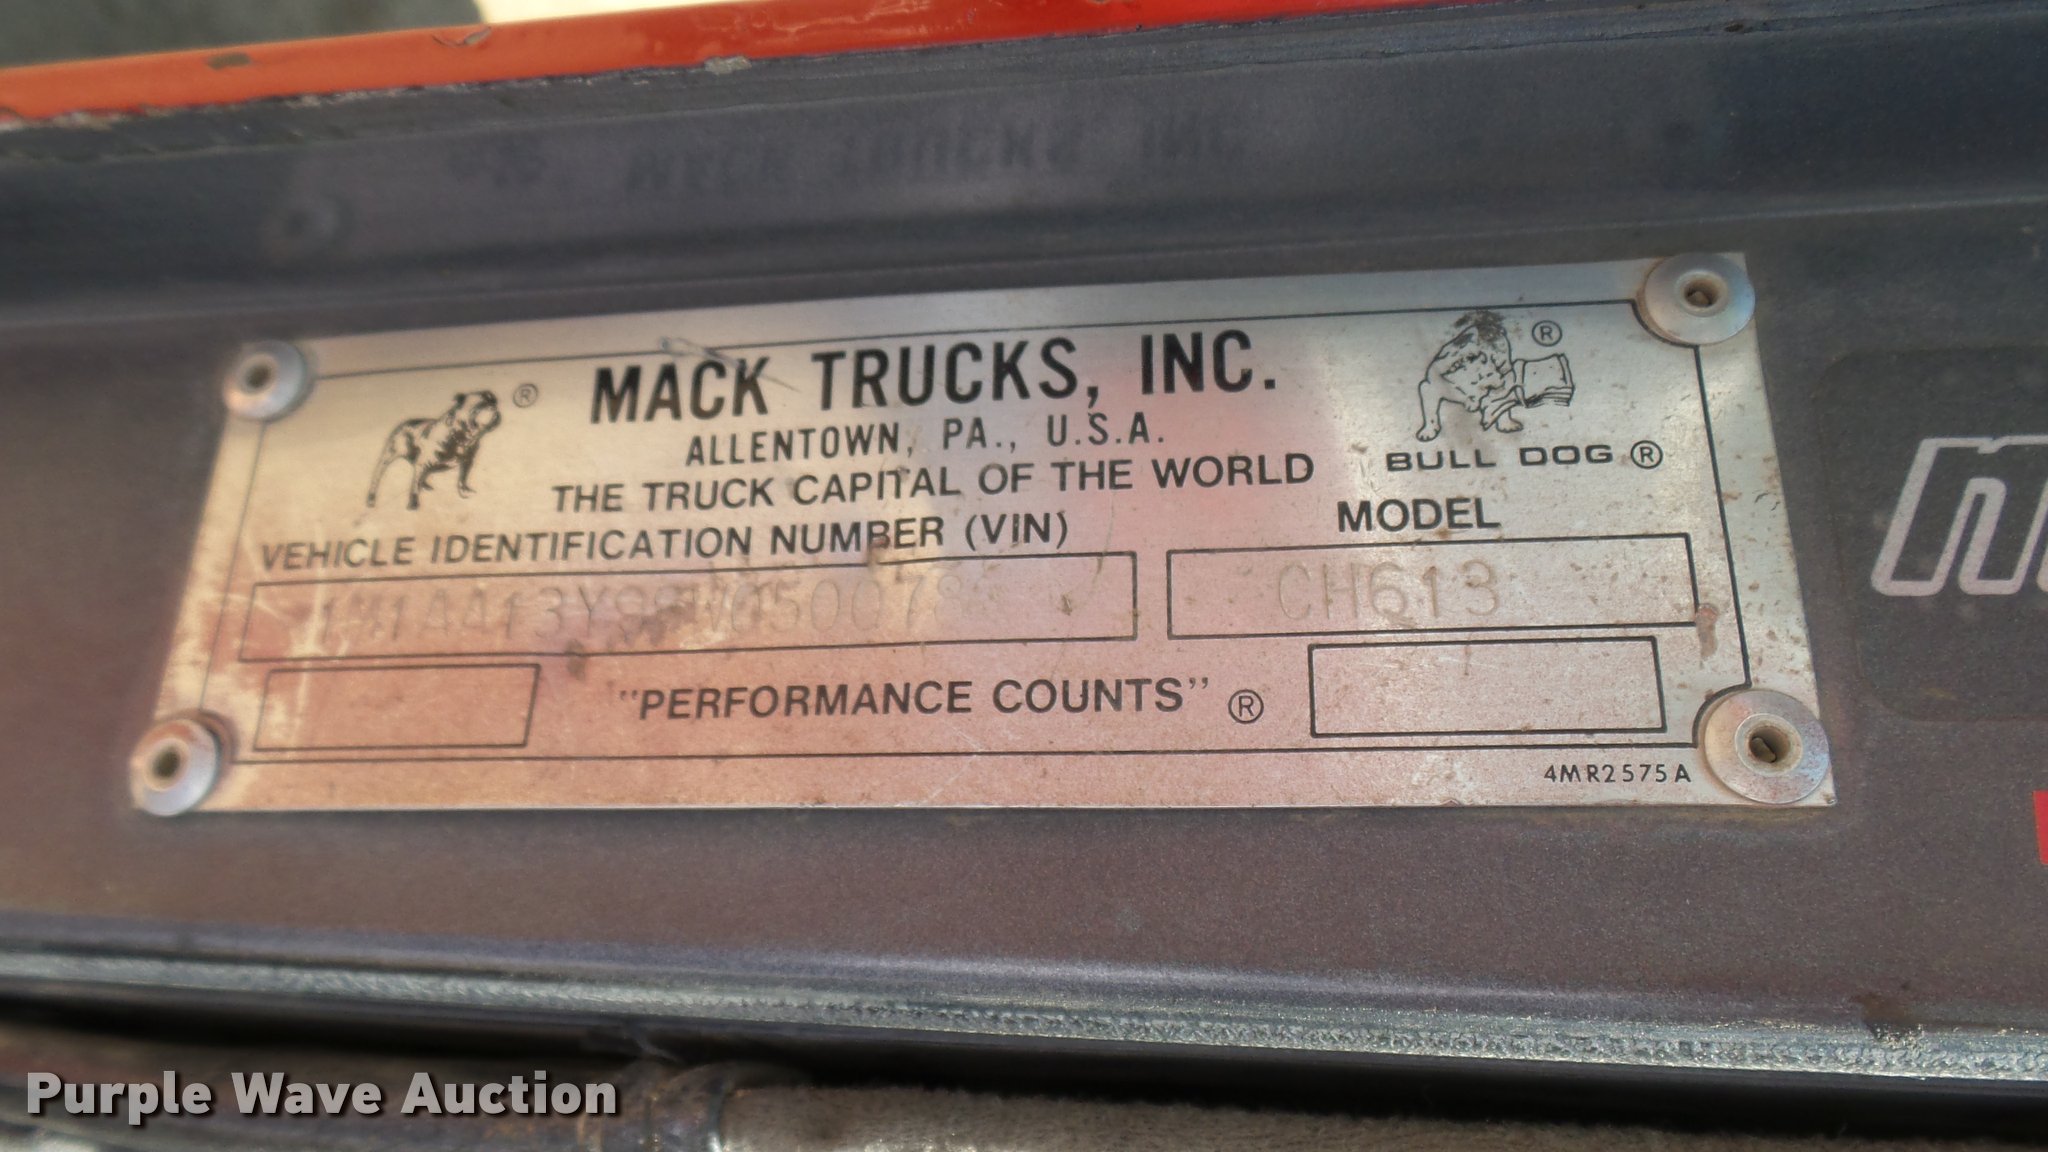 MACK TRUCKS, INC.
ALLENTOWN, PA., U.S.A.
THE TRUCK CAPITAL OF THE WORLD
®
®
BULL DOG ®
VEHICLE IDENTIFICATION NUMBER (VIN)
MODEL
CH613
"PERFORMANCE COUNTS" ®
4MR2575A
Purple Wave Auction